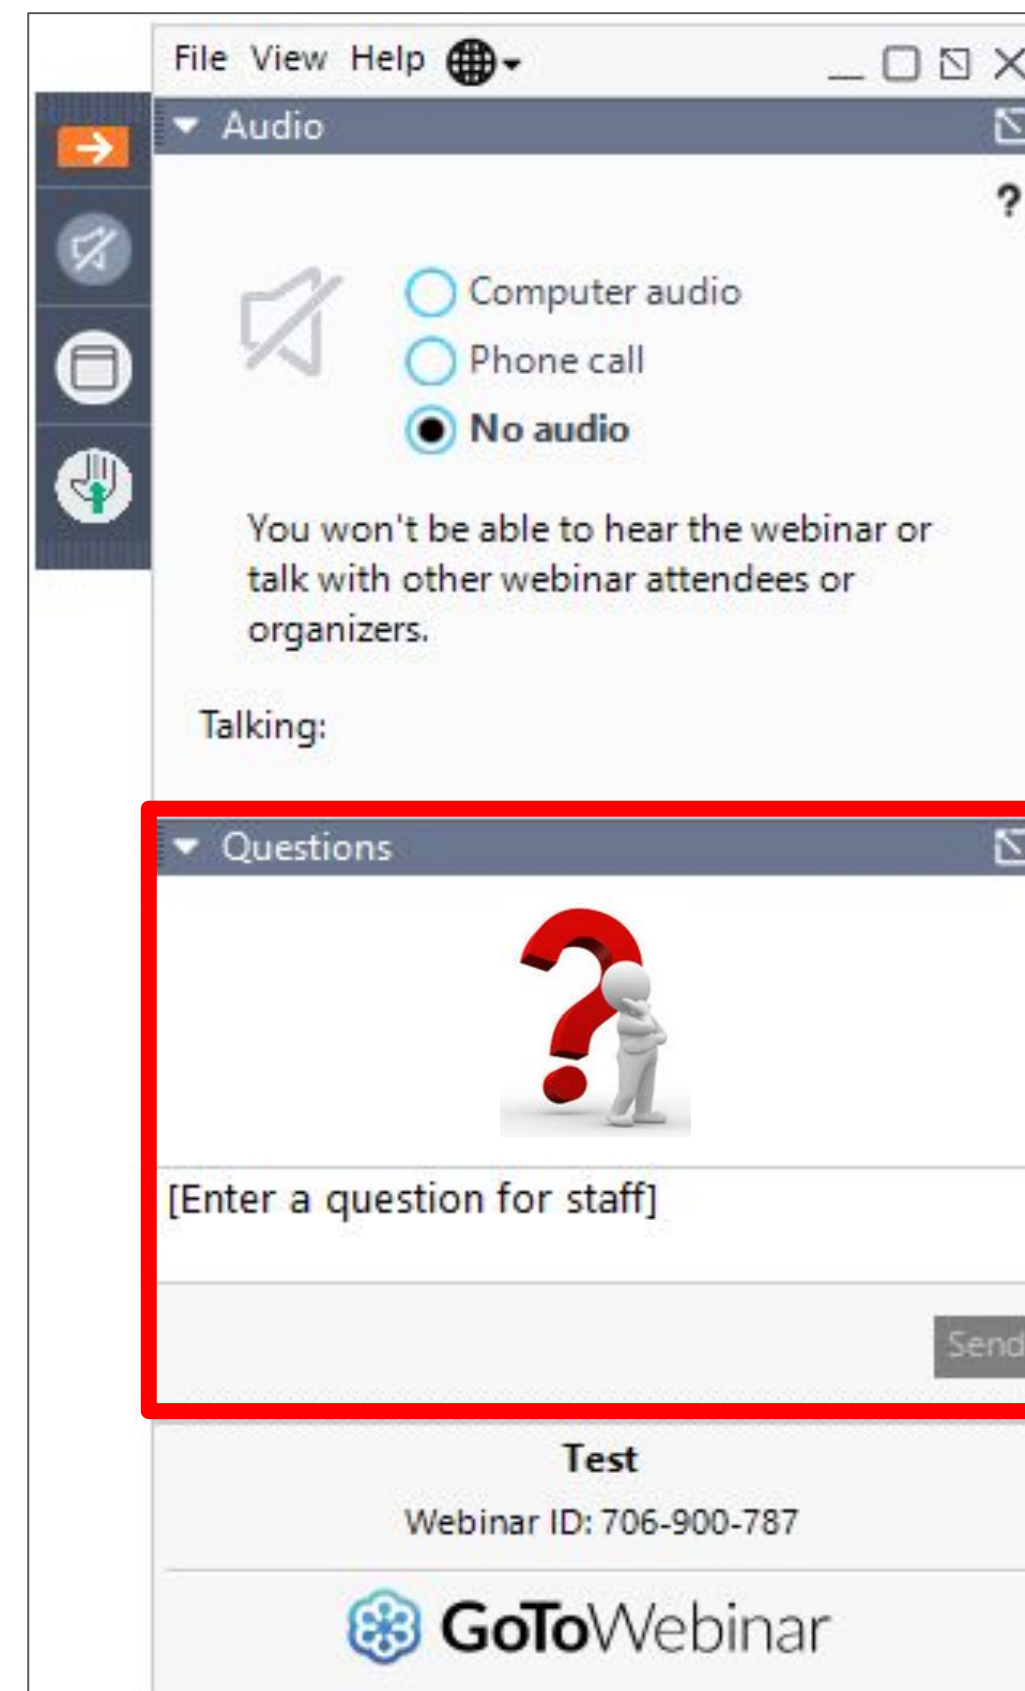 File View Help
Audio
?
Computer audio
Phone call
No audio
You won't be able to hear the webinar or
talk with other webinar attendees or
organizers.
Talking:
Questions
[Enter a question for staff]
Send
Test
Webinar ID: 706-900-787
GoToWebinar